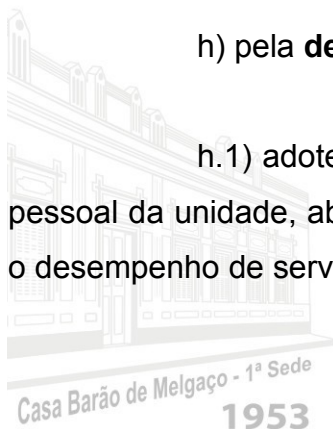 h) pela de
h.1) adote
pessoal da unidade, ab
o desempenho de serv
Casa Barão de Melgaço - 1ª Sede
1953